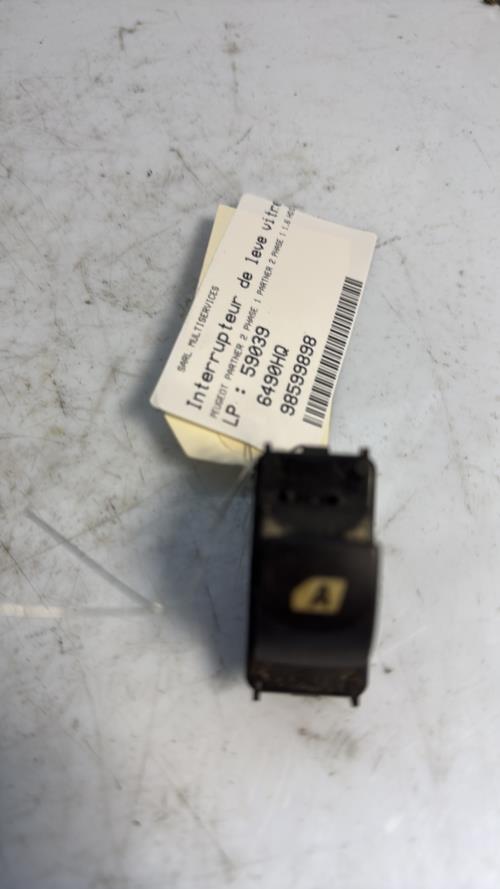 SARL MULTISERVICES
Interrupteur de leve vitre
PEUGEOT PARTNER 2 PHASE 1 PARTNER 2 PHASE 1 1.6 HDI
LP : 59039
6490HQ
98599898